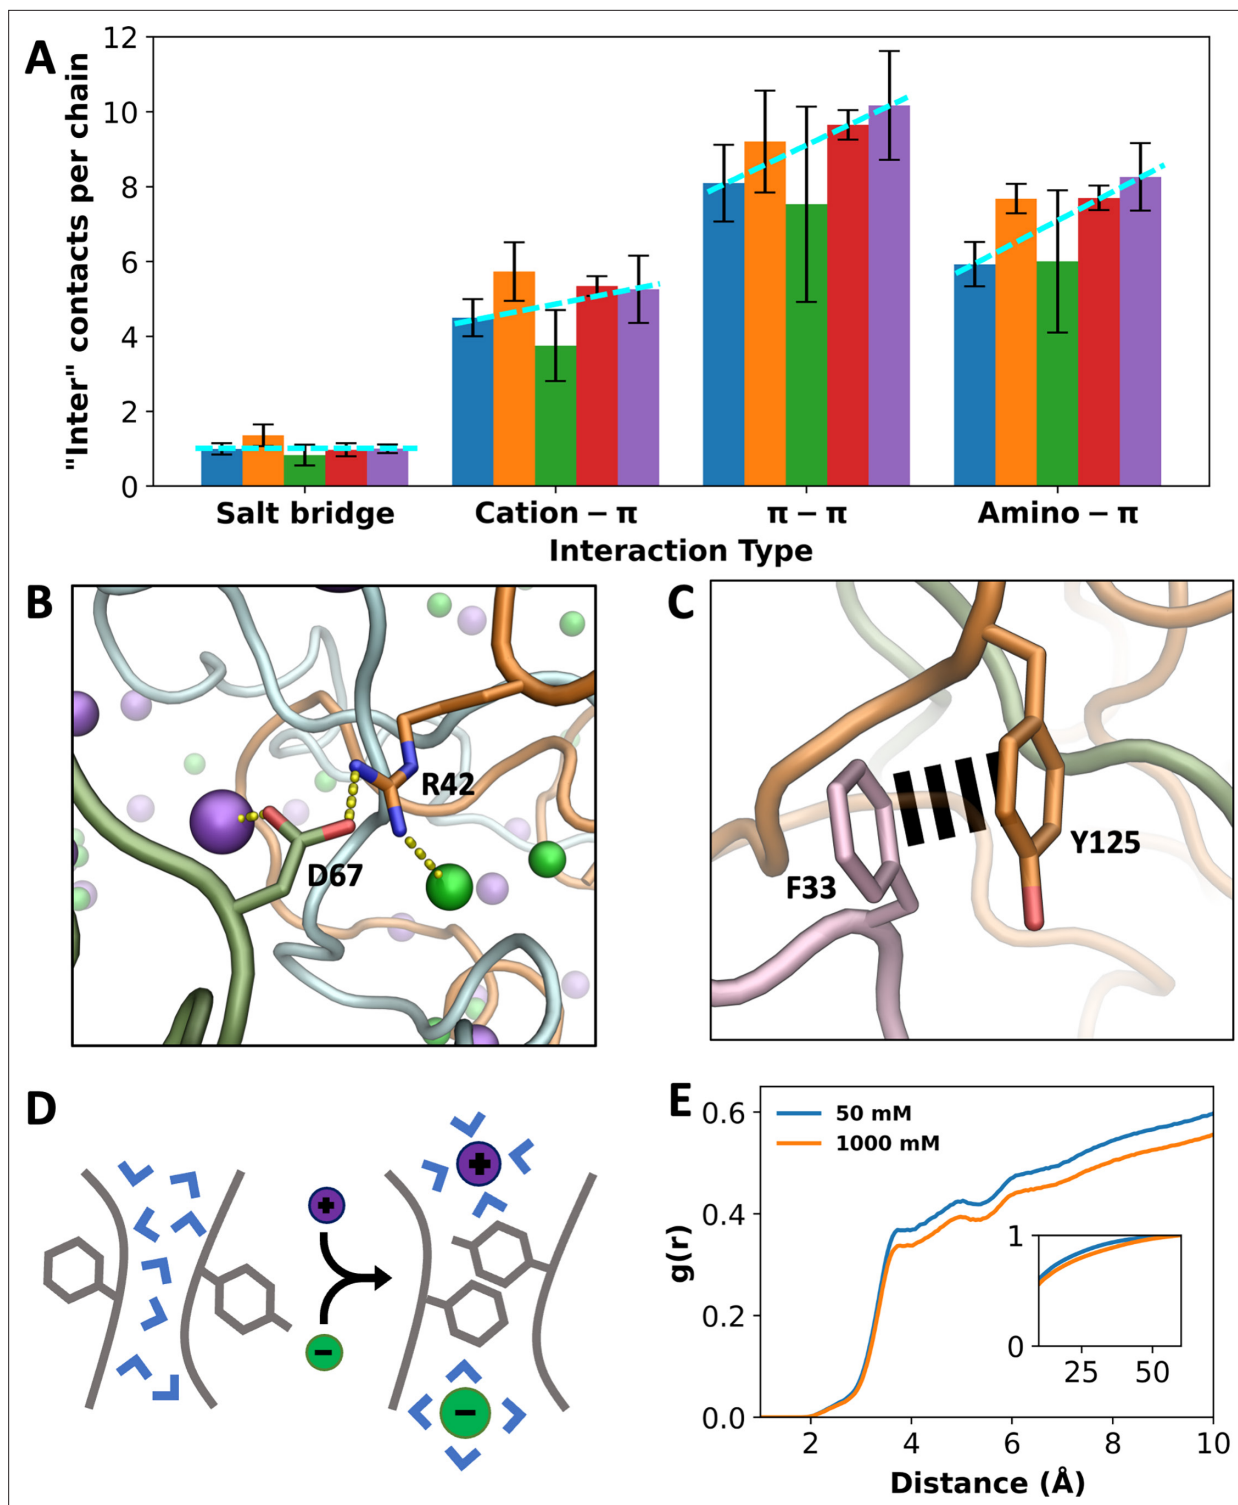 A
"Inter" contacts per chain
12
10
8
6
4
2
0
Salt bridge
Cation – π
π – π
Amino – π
Interaction Type
B
R42
D67
C
F33
Y125
D
+
–
+
–
E
g(r)
0.6
0.4
0.2
0.0
50 mM
1000 mM
1
0
25
50
2
4
6
8
10
Distance (Å)